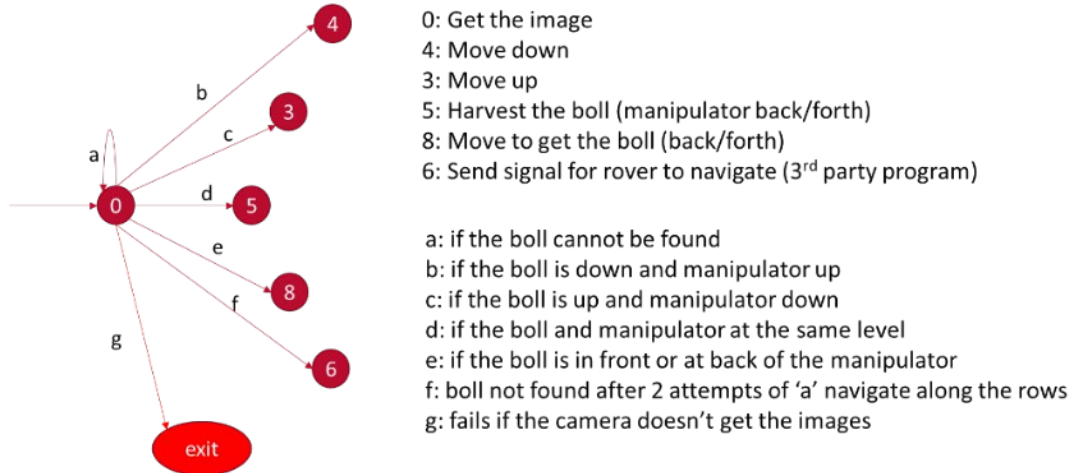 4
b
3
c
a
0
d
5
e
8
f
6
g
exit
0: Get the image
4: Move down
3: Move up
5: Harvest the boll (manipulator back/forth)
8: Move to get the boll (back/forth)
6: Send signal for rover to navigate (3rd party program)
a: if the boll cannot be found
b: if the boll is down and manipulator up
c: if the boll is up and manipulator down
d: if the boll and manipulator at the same level
e: if the boll is in front or at back of the manipulator
f: boll not found after 2 attempts of ‘a’ navigate along the rows
g: fails if the camera doesn’t get the images